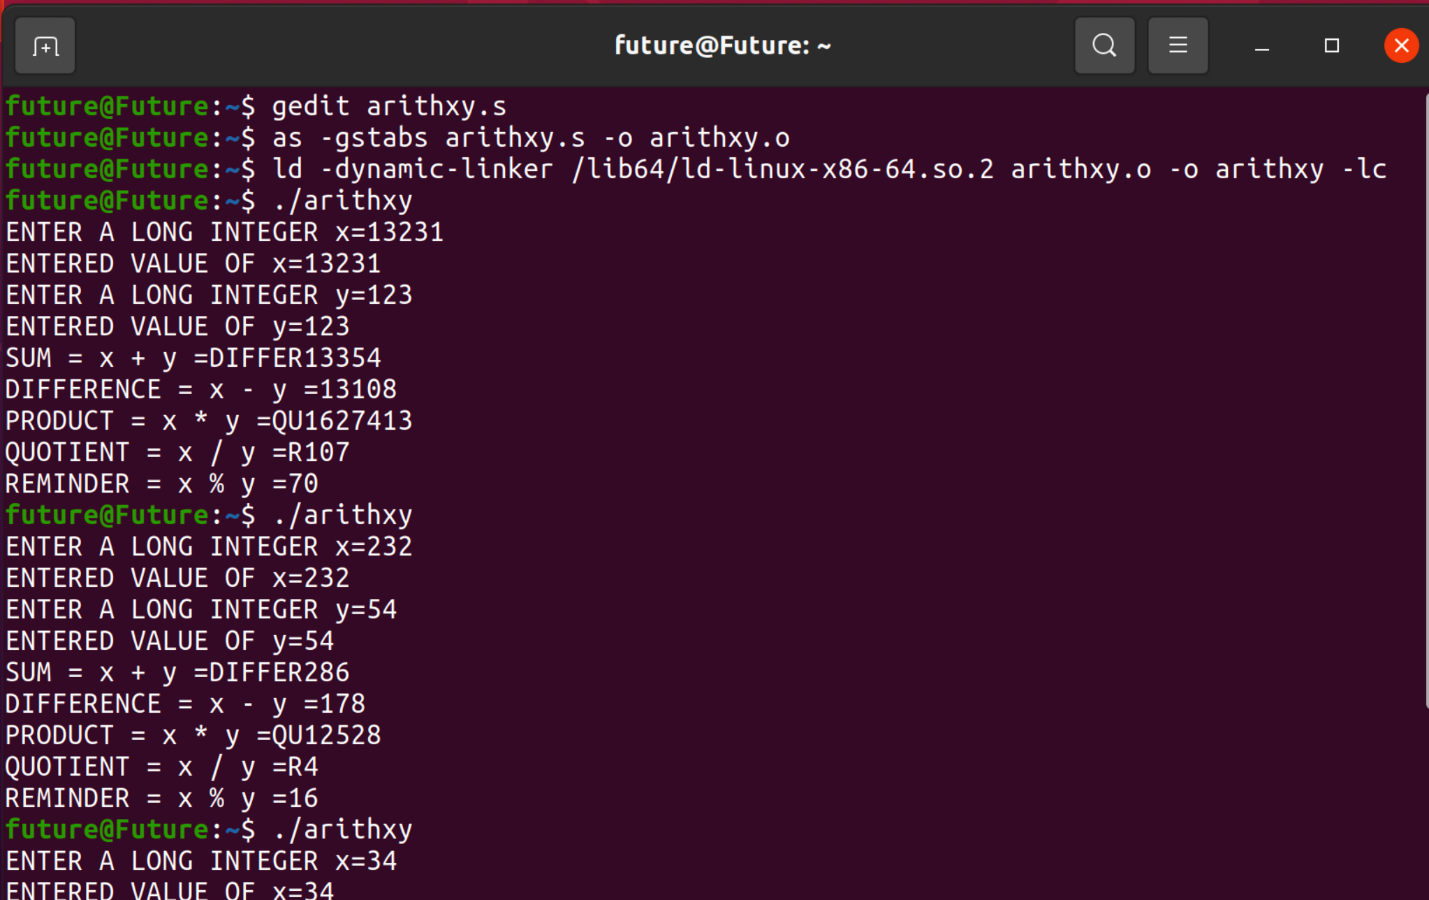 future@Future: ~
future@Future:~$ gedit arithxy.s
future@Future:~$ as -gstabs arithxy.s -o arithxy.o
future@Future:~$ ld -dynamic-linker /lib64/ld-linux-x86-64.so.2 arithxy.o -o arithxy -lc
future@Future:~$ ./arithxy
ENTER A LONG INTEGER x=13231
ENTERED VALUE OF x=13231
ENTER A LONG INTEGER y=123
ENTERED VALUE OF y=123
SUM = x + y =DIFFER13354
DIFFERENCE = x - y =13108
PRODUCT = x * y =QU1627413
QUOTIENT = x / y =R107
REMINDER = x % y =70
future@Future:~$ ./arithxy
ENTER A LONG INTEGER x=232
ENTERED VALUE OF x=232
ENTER A LONG INTEGER y=54
ENTERED VALUE OF y=54
SUM = x + y =DIFFER286
DIFFERENCE = x - y =178
PRODUCT = x * y =QU12528
QUOTIENT = x / y =R4
REMINDER = x % y =16
future@Future:~$ ./arithxy
ENTER A LONG INTEGER x=34
ENTERED VALUE OF x=34